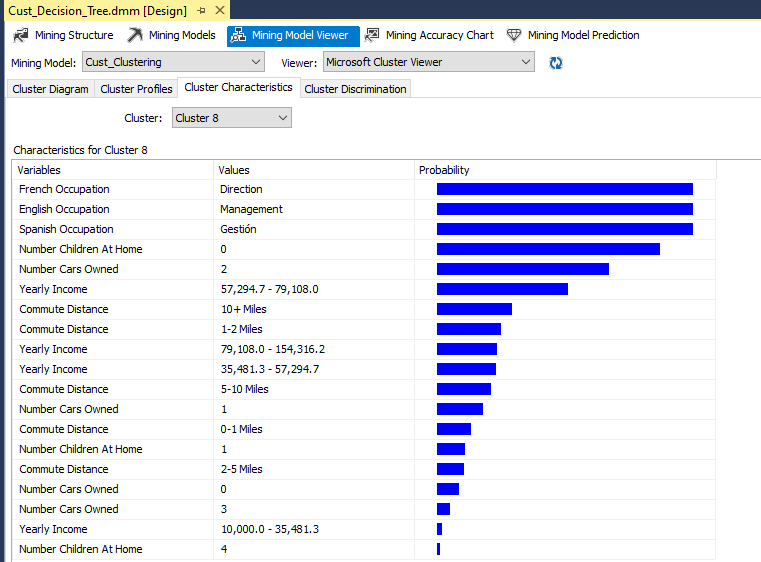 Cust_Decision_Tree.dmm [Design]
Mining Structure Mining Models Mining Model Viewer Mining Accuracy Chart Mining Model Prediction
Mining Model: Cust_Clustering Viewer: Microsoft Cluster Viewer
Cluster Diagram Cluster Profiles Cluster Characteristics Cluster Discrimination
Cluster: Cluster 8
Characteristics for Cluster 8
Variables Values Probability
French Occupation Direction
English Occupation Management
Spanish Occupation Gestión
Number Children At Home 0
Number Cars Owned 2
Yearly Income 57,294.7 - 79,108.0
Commute Distance 10+ Miles
Commute Distance 1-2 Miles
Yearly Income 79,108.0 - 154,316.2
Yearly Income 35,481.3 - 57,294.7
Commute Distance 5-10 Miles
Number Cars Owned 1
Commute Distance 0-1 Miles
Number Children At Home 1
Commute Distance 2-5 Miles
Number Cars Owned 0
Number Cars Owned 3
Yearly Income 10,000.0 - 35,481.3
Number Children At Home 4